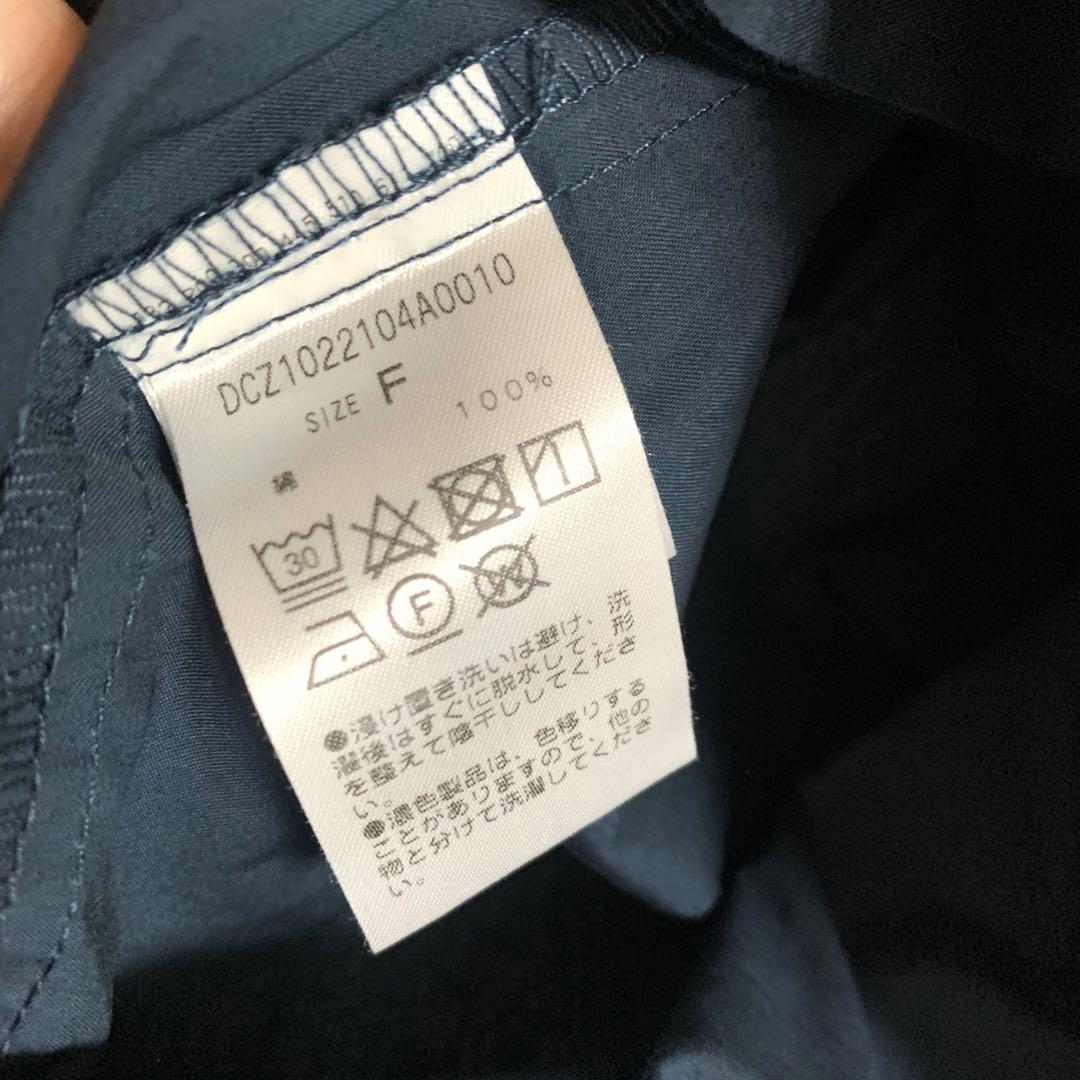 DCZ1022104A0010
SIZE F
綿 100%
30
F
W
●浸け置き洗いは避け、洗
濯後はすぐに脱水して、形
を整えて陰干ししてくださ
い。
●濃色製品は、色移りする
ことがありますので、他の
物と分けて洗濯してくださ
い。